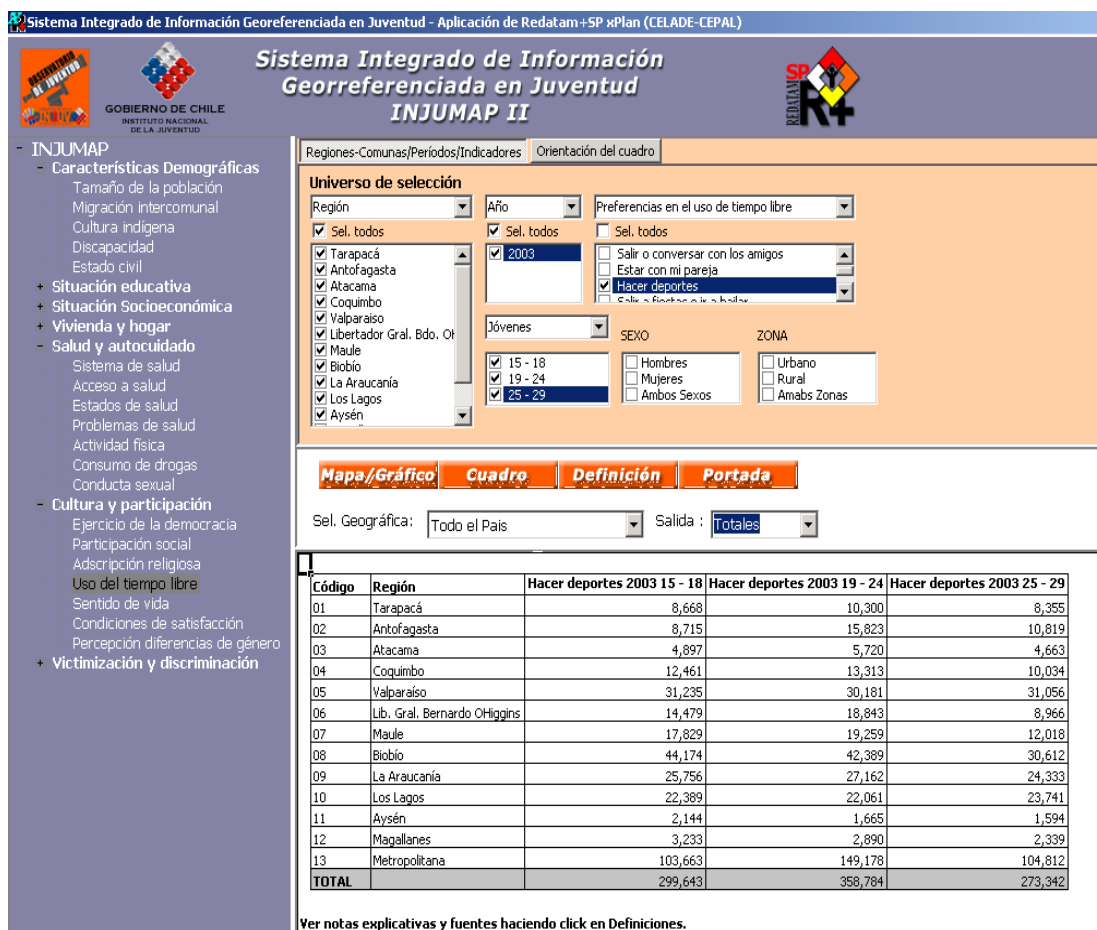 Sistema Integrado de Información Georeferenciada en Juventud - Aplicación de Redatam+SP xPlan (CELADE-CEPAL)
OBSERVATORIO
DE JUVENTUD
INJUV
GOBIERNO DE CHILE
INSTITUTO NACIONAL
DE LA JUVENTUD
Sistema Integrado de Información
Georreferenciada en Juventud
INJUMAP II
REDATAM
SP
R+
- INJUMAP
- Características Demográficas
Tamaño de la población
Migración intercomunal
Cultura indígena
Discapacidad
Estado civil
+ Situación educativa
+ Situación Socioeconómica
+ Vivienda y hogar
- Salud y autocuidado
Sistema de salud
Acceso a salud
Estados de salud
Problemas de salud
Actividad física
Consumo de drogas
Conducta sexual
- Cultura y participación
Ejercicio de la democracia
Participación social
Adscripción religiosa
Uso del tiempo libre
Sentido de vida
Condiciones de satisfacción
Percepción diferencias de género
+ Victimización y discriminación
Regiones-Comunas/Períodos/Indicadores Orientación del cuadro
Universo de selección
Región Año Preferencias en el uso de tiempo libre
Sel. todos Sel. todos Sel. todos
Tarapacá
Antofagasta
Atacama
Coquimbo
Valparaiso
Libertador Gral. Bdo. OH
Maule
Biobío
La Araucanía
Los Lagos
Aysén
2003
Salir o conversar con los amigos
Estar con mi pareja
Hacer deportes
Salir a fiestas o ir a bailar
Jóvenes SEXO ZONA
15 - 18 Hombres Urbano
19 - 24 Mujeres Rural
25 - 29 Ambos Sexos Amabs Zonas
Mapa/Gráfico Cuadro Definición Portada
Sel. Geográfica: Todo el Pais Salida : Totales
Código Región Hacer deportes 2003 15 - 18 Hacer deportes 2003 19 - 24 Hacer deportes 2003 25 - 29
01 Tarapacá 8,668 10,300 8,355
02 Antofagasta 8,715 15,823 10,819
03 Atacama 4,897 5,720 4,663
04 Coquimbo 12,461 13,313 10,034
05 Valparaíso 31,235 30,181 31,056
06 Lib. Gral. Bernardo OHiggins 14,479 18,843 8,966
07 Maule 17,829 19,259 12,018
08 Biobío 44,174 42,389 30,612
09 La Araucanía 25,756 27,162 24,333
10 Los Lagos 22,389 22,061 23,741
11 Aysén 2,144 1,665 1,594
12 Magallanes 3,233 2,890 2,339
13 Metropolitana 103,663 149,178 104,812
TOTAL 299,643 358,784 273,342
Ver notas explicativas y fuentes haciendo click en Definiciones.